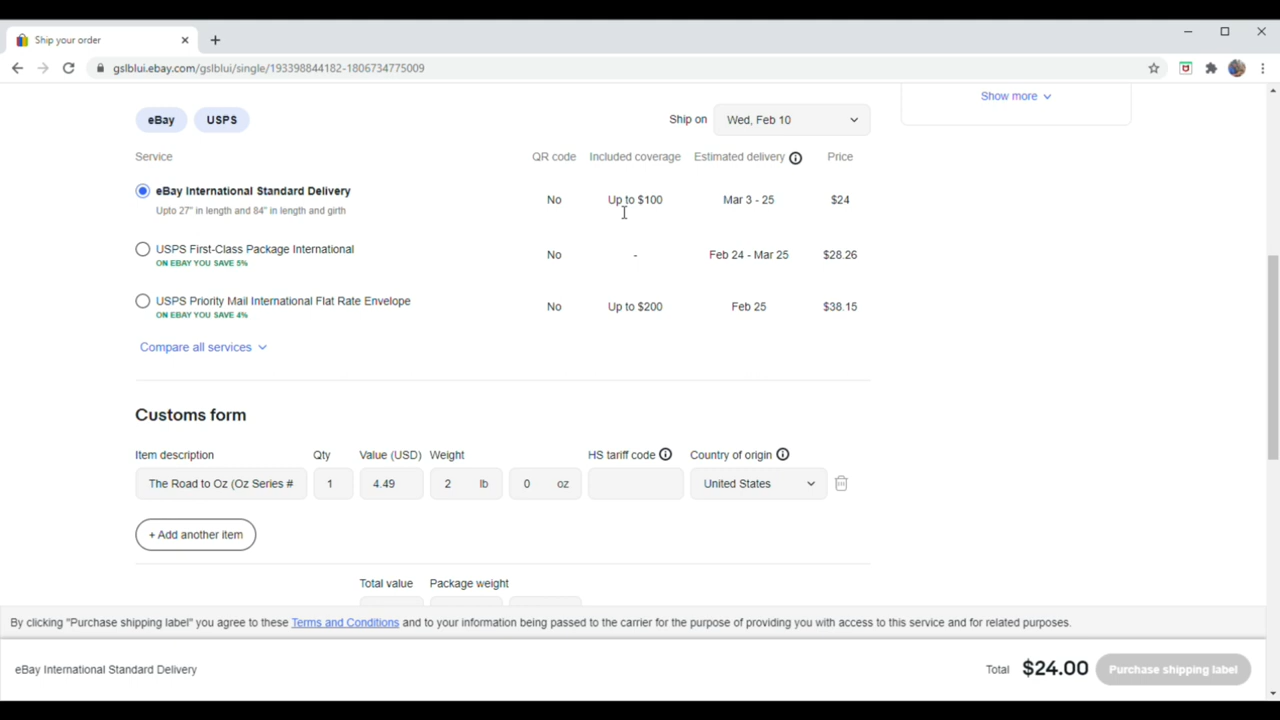 Ship your order
gslblui.ebay.com/gslblui/single/193398844182-1806734775009
Show more
eBay USPS Ship on Wed, Feb 10
Service QR code Included coverage Estimated delivery Price
eBay International Standard Delivery No Up to $100 Mar 3 - 25 $24
Upto 27" in length and 84" in length and girth
USPS First-Class Package International No - Feb 24 - Mar 25 $28.26
ON EBAY YOU SAVE 5%
USPS Priority Mail International Flat Rate Envelope No Up to $200 Feb 25 $38.15
ON EBAY YOU SAVE 4%
Compare all services
Customs form
Item description Qty Value (USD) Weight HS tariff code Country of origin
The Road to Oz (Oz Series # 1 4.49 2 lb 0 oz United States
+ Add another item
Total value Package weight
By clicking "Purchase shipping label" you agree to these Terms and Conditions and to your information being passed to the carrier for the purpose of providing you with access to this service and for related purposes.
eBay International Standard Delivery Total $24.00 Purchase shipping label